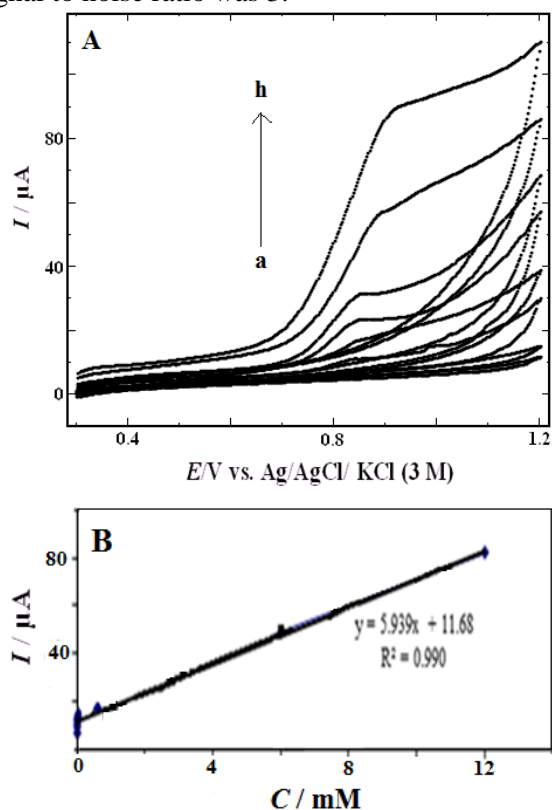 signal to noise ratio was 3.
A
h
a
80
40
0
0.4
0.8
1.2
I / µA
E/V vs. Ag/AgCl/ KCl (3 M)
B
80
40
0
4
8
12
y = 5.939x + 11.68
R² = 0.990
I / µA
C / mM